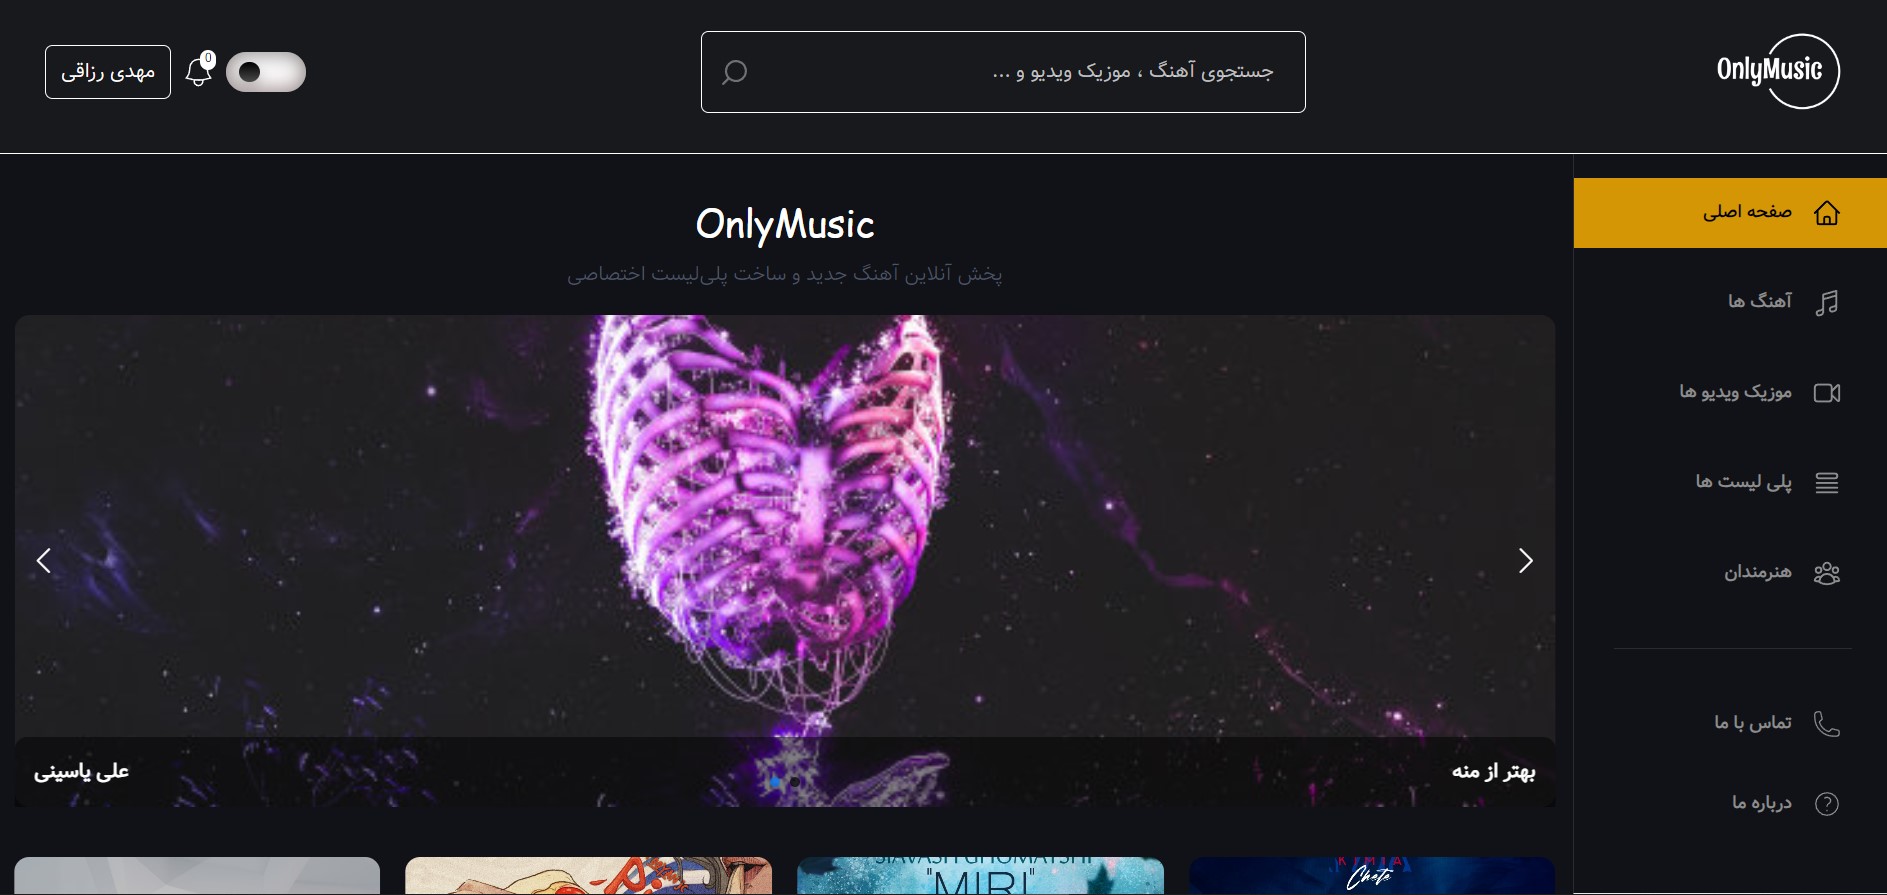 OnlyMusic
جستجوی آهنگ ، موزیک ویدیو و ...
0
مهدی رزاقی
صفحه اصلی
آهنگ ها
موزیک ویدیو ها
پلی لیست ها
هنرمندان
تماس با ما
درباره ما
OnlyMusic
پخش آنلاین آهنگ جدید و ساخت پلی‌لیست اختصاصی
بهتر از منه
علی یاسینی
KIMIA
Chete
SIAVASH GHOMAYSHI
"MIRI"